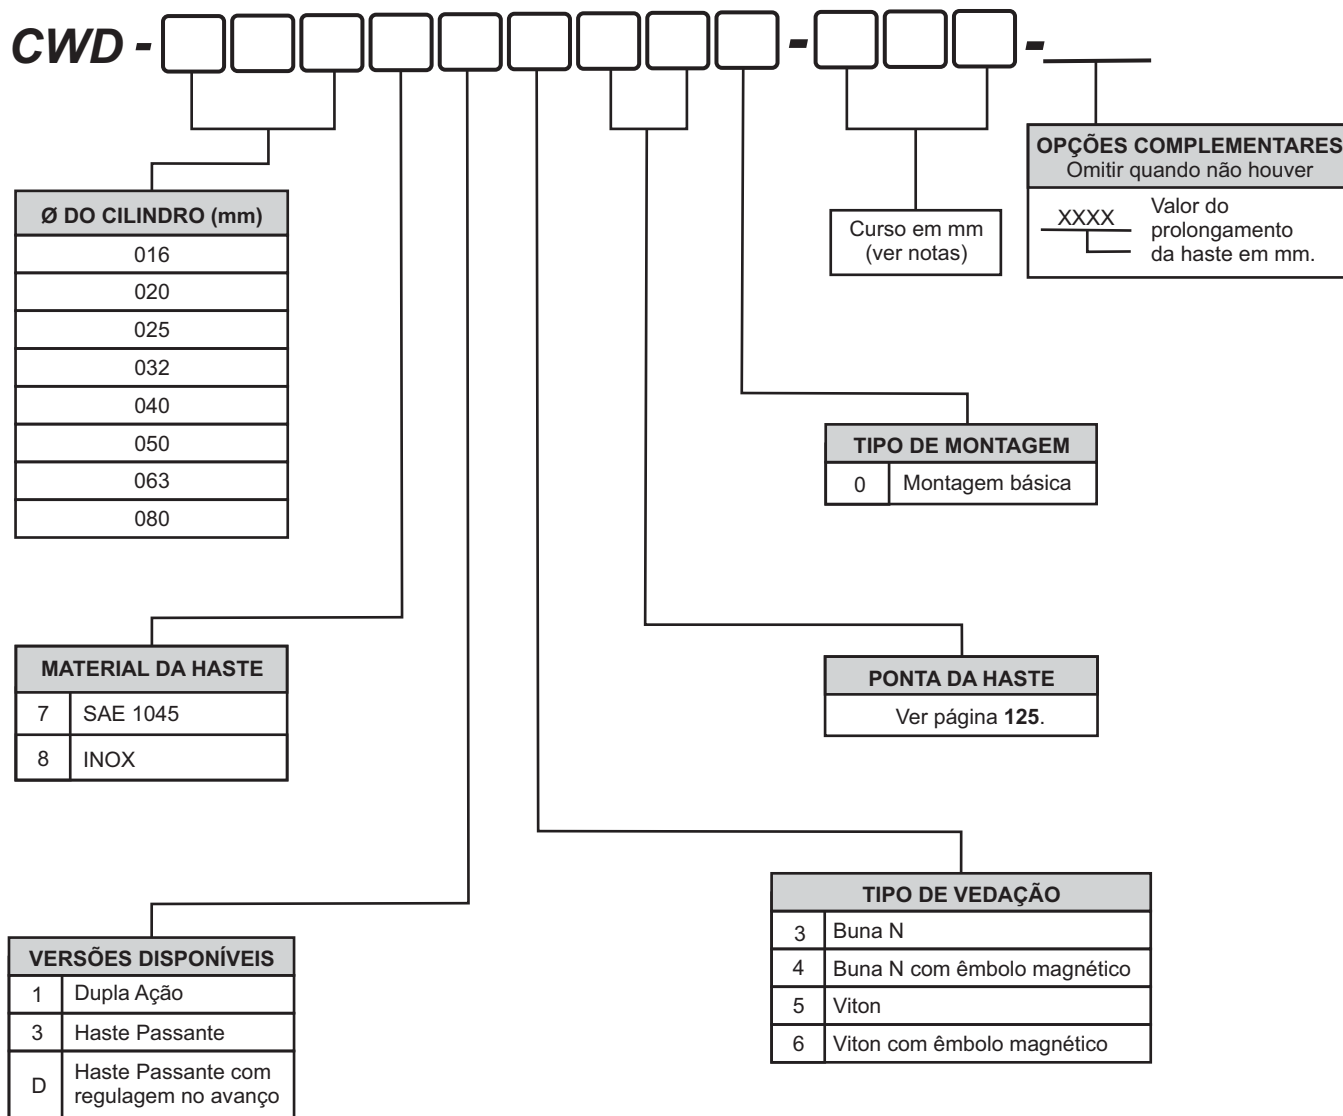 CWD - -  -
OPÇÕES COMPLEMENTARES
Omitir quando não houver
XXXX
Valor do
prolongamento
da haste em mm.
Ø DO CILINDRO (mm)
016
020
025
032
040
050
063
080
Curso em mm
(ver notas)
TIPO DE MONTAGEM
0 Montagem básica
MATERIAL DA HASTE
7 SAE 1045
8 INOX
PONTA DA HASTE
Ver página 125.
VERSÕES DISPONÍVEIS
1 Dupla Ação
3 Haste Passante
D Haste Passante com
regulagem no avanço
TIPO DE VEDAÇÃO
3 Buna N
4 Buna N com êmbolo magnético
5 Viton
6 Viton com êmbolo magnético